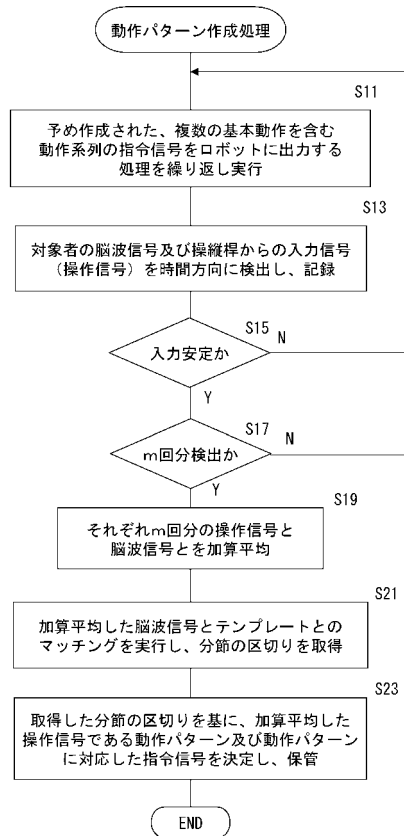 動作パターン作成処理
S11
予め作成された、複数の基本動作を含む
動作系列の指令信号をロボットに出力する
処理を繰り返し実行
S13
対象者の脳波信号及び操縦桿からの入力信号
（操作信号）を時間方向に検出し、記録
S15
入力安定か
N
Y
S17
m回分検出か
N
Y
S19
それぞれm回分の操作信号と
脳波信号とを加算平均
S21
加算平均した脳波信号とテンプレートとの
マッチングを実行し、分節の区切りを取得
S23
取得した分節の区切りを基に、加算平均した
操作信号である動作パターン及び動作パターン
に対応した指令信号を決定し、保管
END